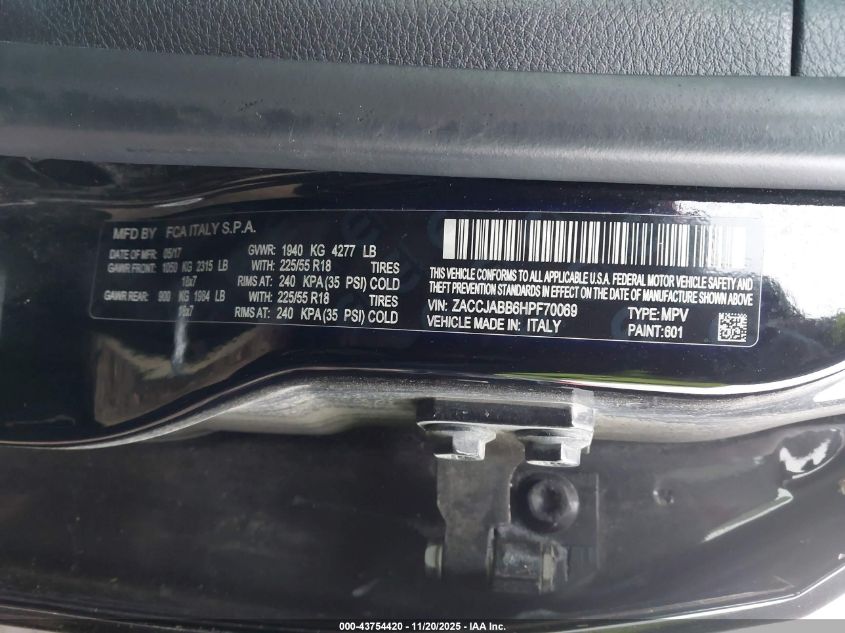 MFD BY FCA ITALY S.P.A.
DATE OF MFR: 05/17 GVWR: 1940 KG 4277 LB
GAWR FRONT: 1050 KG 2315 LB WITH: 225/55 R18 TIRES
18x7 RIMS AT: 240 KPA(35 PSI) COLD
GAWR REAR: 900 KG 1984 LB WITH: 225/55 R18 TIRES
18x7 RIMS AT: 240 KPA(35 PSI) COLD
THIS VEHICLE CONFORMS TO ALL APPLICABLE U.S.A. FEDERAL MOTOR VEHICLE SAFETY AND
THEFT PREVENTION STANDARDS IN EFFECT ON THE DATE OF MANUFACTURE SHOWN ABOVE.
VIN: ZACCJABB6HPF70069 TYPE: MPV
VEHICLE MADE IN: ITALY PAINT: 601
000-43754420 - 11/20/2025 - IAA Inc.